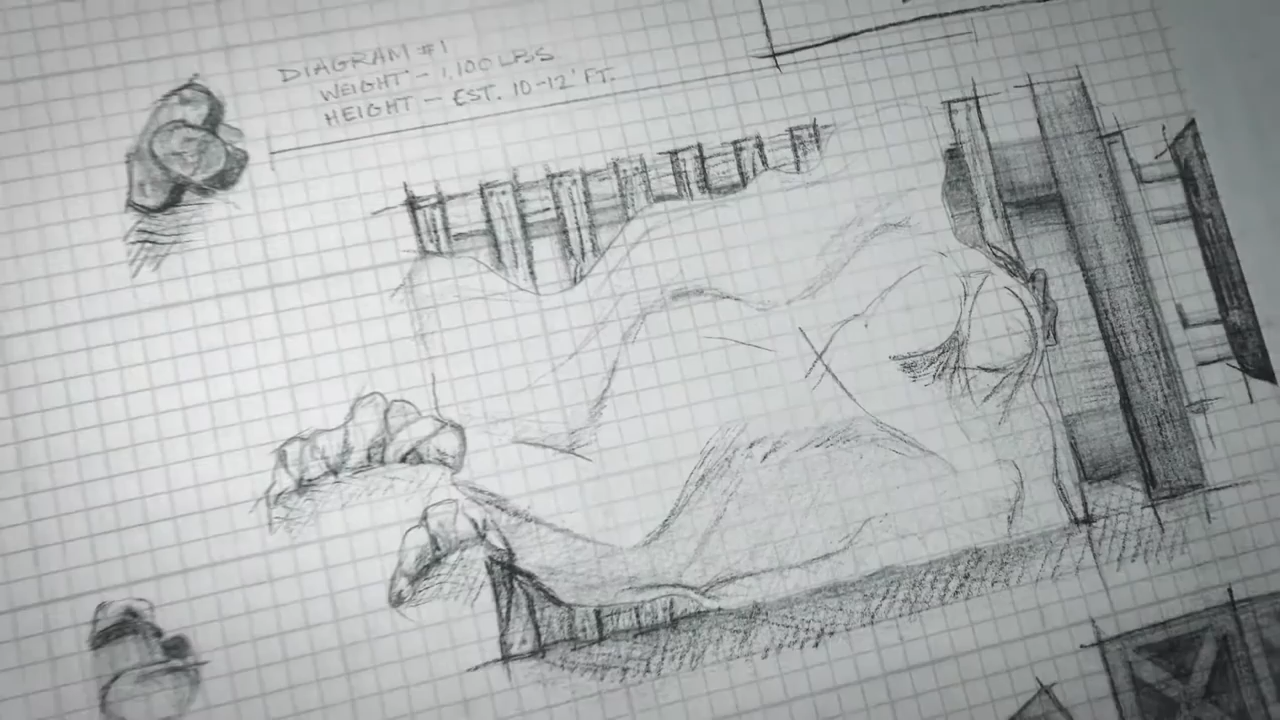 DIAGRAM #1
WEIGHT - 1,100 LBS
HEIGHT - EST. 10-12' FT.